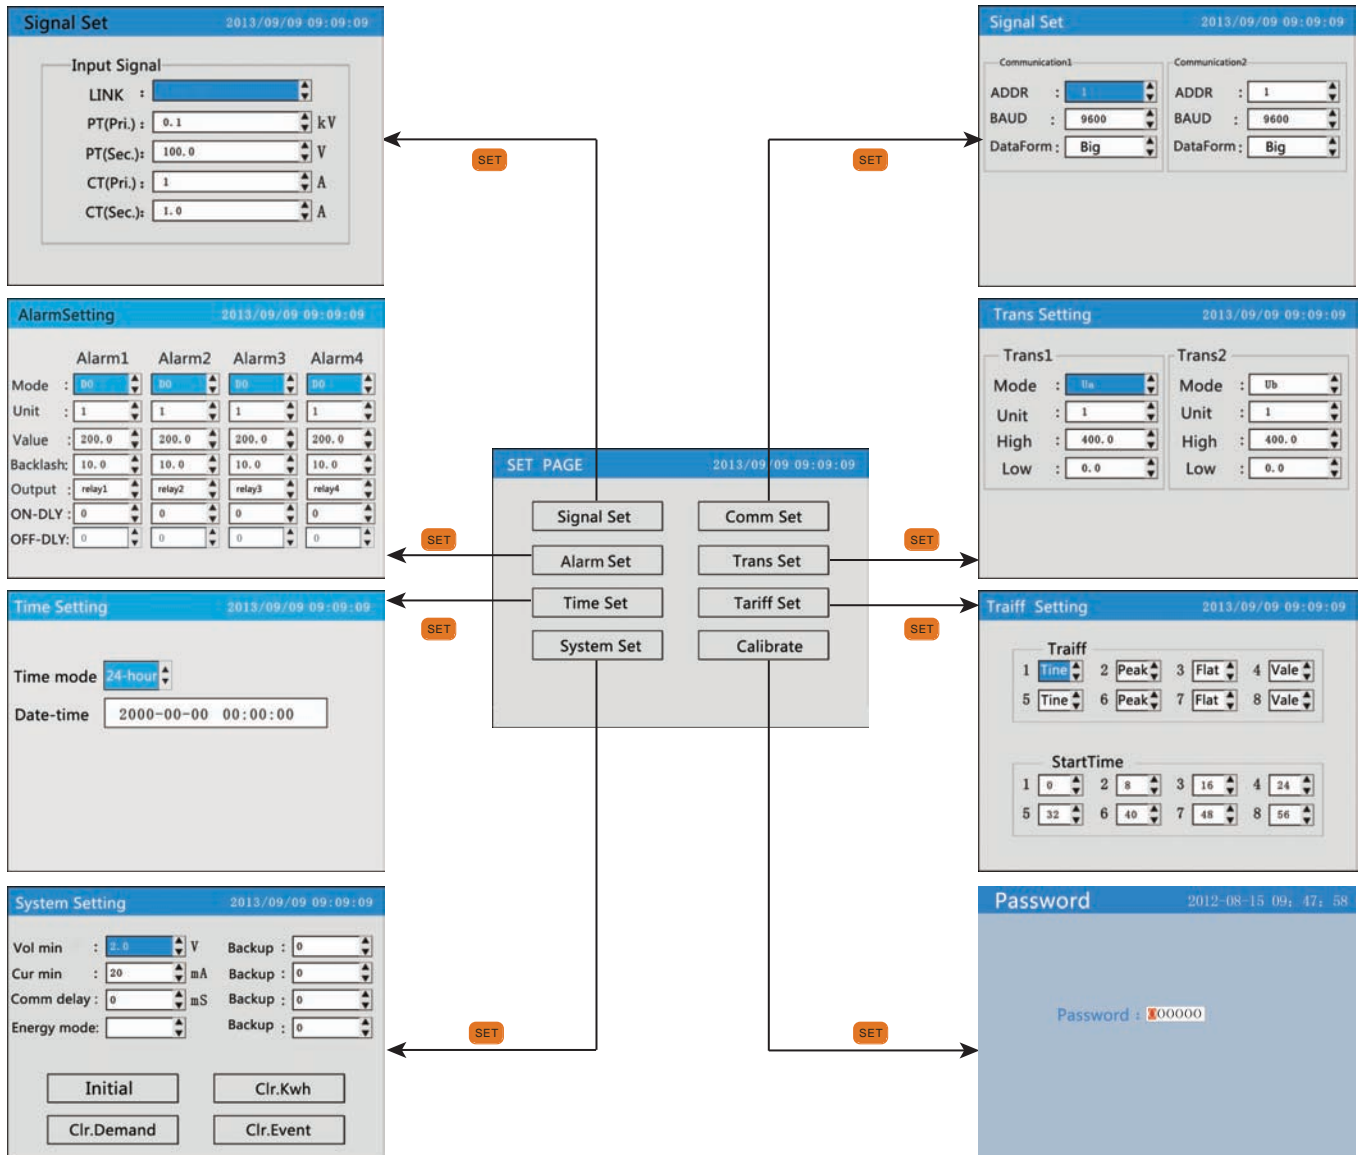 Signal Set 2013/09/09 09:09:09
Input Signal
LINK :
PT(Pri.) : 0.1 kV
PT(Sec.): 100.0 V
CT(Pri.) : 1 A
CT(Sec.): 1.0 A
SET
AlarmSetting 2013/09/09 09:09:09
Alarm1 Alarm2 Alarm3 Alarm4
Mode : DO DO DO DO
Unit : 1 1 1 1
Value : 200.0 200.0 200.0 200.0
Backlash: 10.0 10.0 10.0 10.0
Output : relay1 relay2 relay3 relay4
ON-DLY : 0 0 0 0
OFF-DLY: 0 0 0 0
SET
Time Setting 2013/09/09 09:09:09
Time mode 24-hour
Date-time 2000-00-00 00:00:00
SET
System Setting 2013/09/09 09:09:09
Vol min : 2.0 V Backup : 0
Cur min : 20 mA Backup : 0
Comm delay : 0 mS Backup : 0
Energy mode: Backup : 0
Initial Clr.Kwh
Clr.Demand Clr.Event
SET
SET PAGE 2013/09/09 09:09:09
Signal Set Comm Set
Alarm Set Trans Set
Time Set Tariff Set
System Set Calibrate
SET
Signal Set 2013/09/09 09:09:09
Communication1 Communication2
ADDR : 1 ADDR : 1
BAUD : 9600 BAUD : 9600
DataForm : Big DataForm : Big
SET
Trans Setting 2013/09/09 09:09:09
Trans1 Trans2
Mode : Ua Mode : Ub
Unit : 1 Unit : 1
High : 400.0 High : 400.0
Low : 0.0 Low : 0.0
SET
Traiff Setting 2013/09/09 09:09:09
Traiff
1 Tine 2 Peak 3 Flat 4 Vale
5 Tine 6 Peak 7 Flat 8 Vale
StartTime
1 0 2 8 3 16 4 24
5 32 6 40 7 48 8 56
SET
Password 2012-08-15 09: 47: 58
Password : 000000